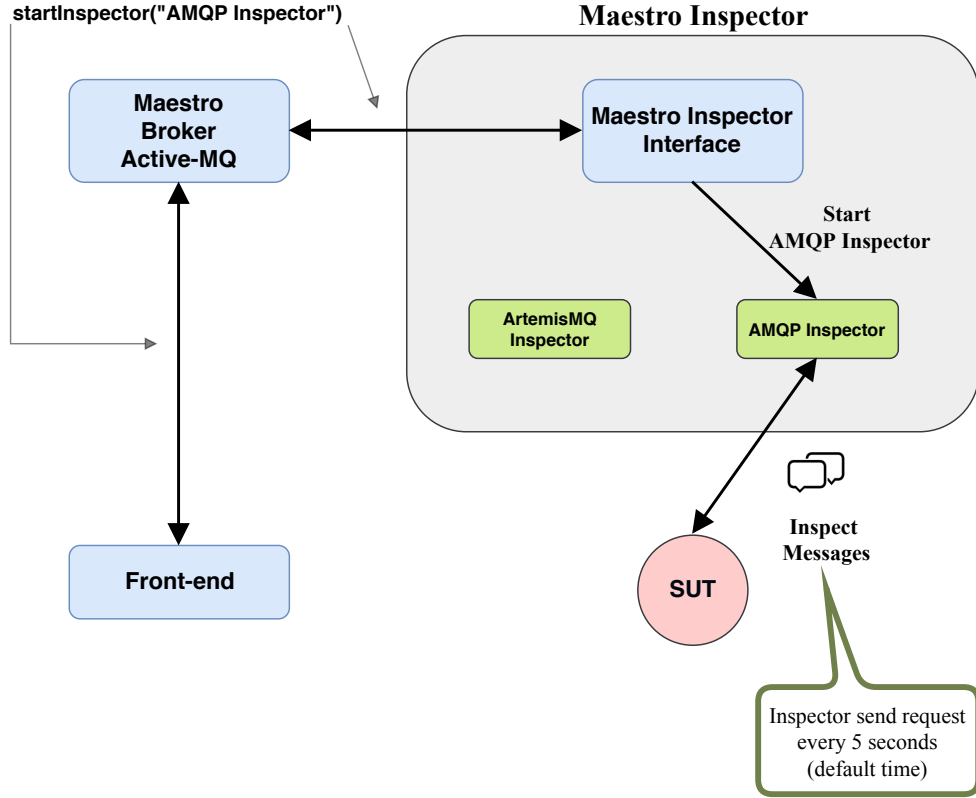 startInspector("AMQP Inspector")
Maestro Inspector
Maestro
Broker
Active-MQ
Maestro Inspector
Interface
Start
AMQP Inspector
ArtemisMQ
Inspector
AMQP Inspector
Inspect
Messages
Front-end
SUT
Inspector send request
every 5 seconds
(default time)